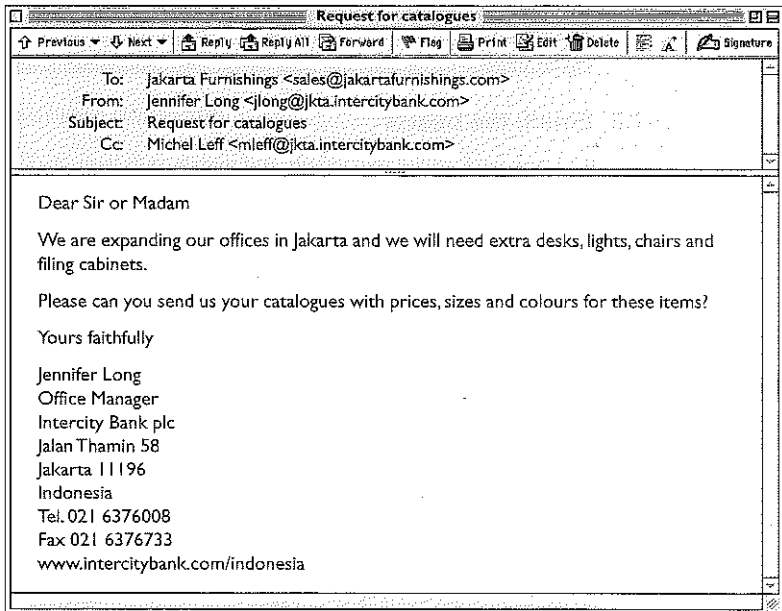 Request for catalogues
Previous Next Reply Reply All Forward Flag Print Edit Delete A Signature
To: Jakarta Furnishings <sales@jakartafurnishings.com>
From: Jennifer Long <jlong@jkta.intercitybank.com>
Subject: Request for catalogues
Cc: Michel Leff <mleff@jkta.intercitybank.com>
Dear Sir or Madam
We are expanding our offices in Jakarta and we will need extra desks, lights, chairs and
filing cabinets.
Please can you send us your catalogues with prices, sizes and colours for these items?
Yours faithfully
Jennifer Long
Office Manager
Intercity Bank plc
Jalan Thamin 58
Jakarta 11196
Indonesia
Tel. 021 6376008
Fax 021 6376733
www.intercitybank.com/indonesia